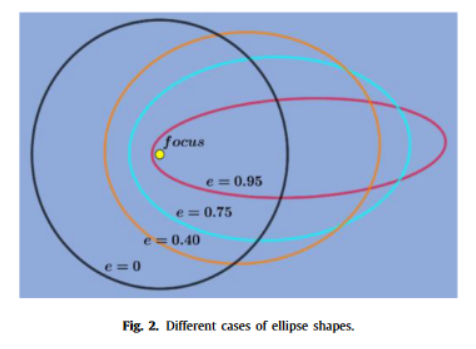 focus
e = 0.95
e = 0.75
e = 0.40
e = 0
Fig. 2. Different cases of ellipse shapes.